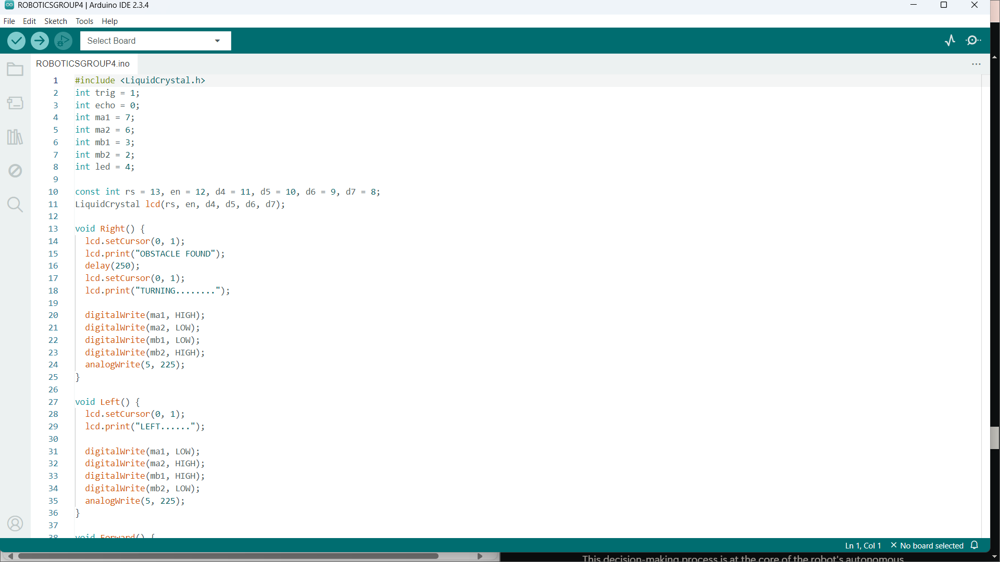 ROBOTICSGROUP4 | Arduino IDE 2.3.4
File Edit Sketch Tools Help
Select Board
ROBOTICSGROUP4.ino
1 #include <LiquidCrystal.h>
2 int trig = 1;
3 int echo = 0;
4 int ma1 = 7;
5 int ma2 = 6;
6 int mb1 = 3;
7 int mb2 = 2;
8 int led = 4;
9
10 const int rs = 13, en = 12, d4 = 11, d5 = 10, d6 = 9, d7 = 8;
11 LiquidCrystal lcd(rs, en, d4, d5, d6, d7);
12
13 void Right() {
14 lcd.setCursor(0, 1);
15 lcd.print("OBSTACLE FOUND");
16 delay(250);
17 lcd.setCursor(0, 1);
18 lcd.print("TURNING........");
19
20 digitalWrite(ma1, HIGH);
21 digitalWrite(ma2, LOW);
22 digitalWrite(mb1, LOW);
23 digitalWrite(mb2, HIGH);
24 analogWrite(5, 225);
25 }
26
27 void Left() {
28 lcd.setCursor(0, 1);
29 lcd.print("LEFT......");
30
31 digitalWrite(ma1, LOW);
32 digitalWrite(ma2, HIGH);
33 digitalWrite(mb1, HIGH);
34 digitalWrite(mb2, LOW);
35 analogWrite(5, 225);
36 }
37
38 void Forward() {
Ln 1, Col 1 No board selected
This decision-making process is at the core of the robot's autonomous